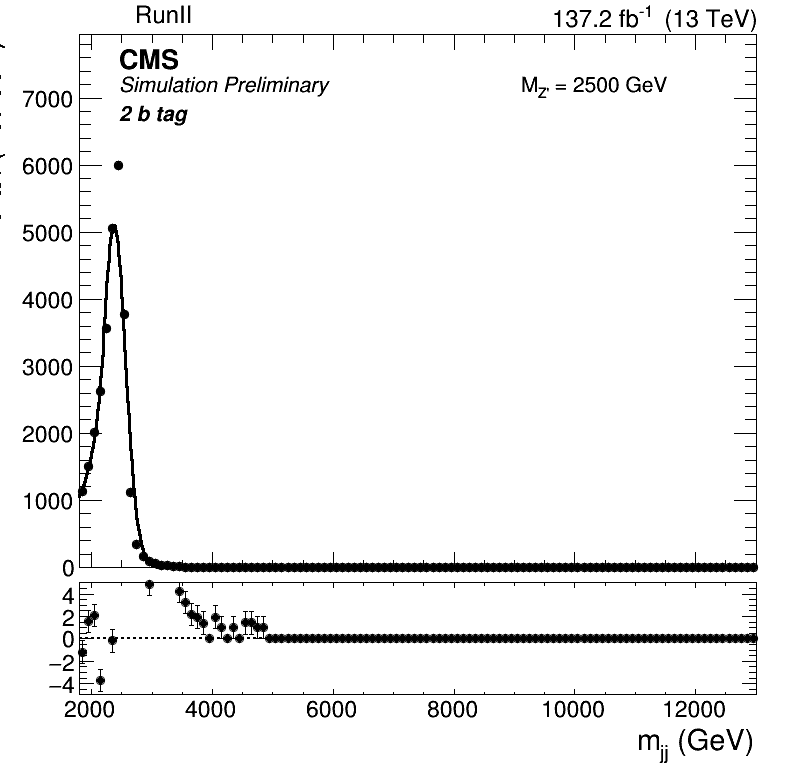 RunII
137.2 fb-1 (13 TeV)
CMS
Simulation Preliminary
MZ' = 2500 GeV
2 b tag
7000
6000
5000
4000
3000
2000
1000
0
4
2
0
−2
−4
2000 4000 6000 8000 10000 12000
mjj (GeV)